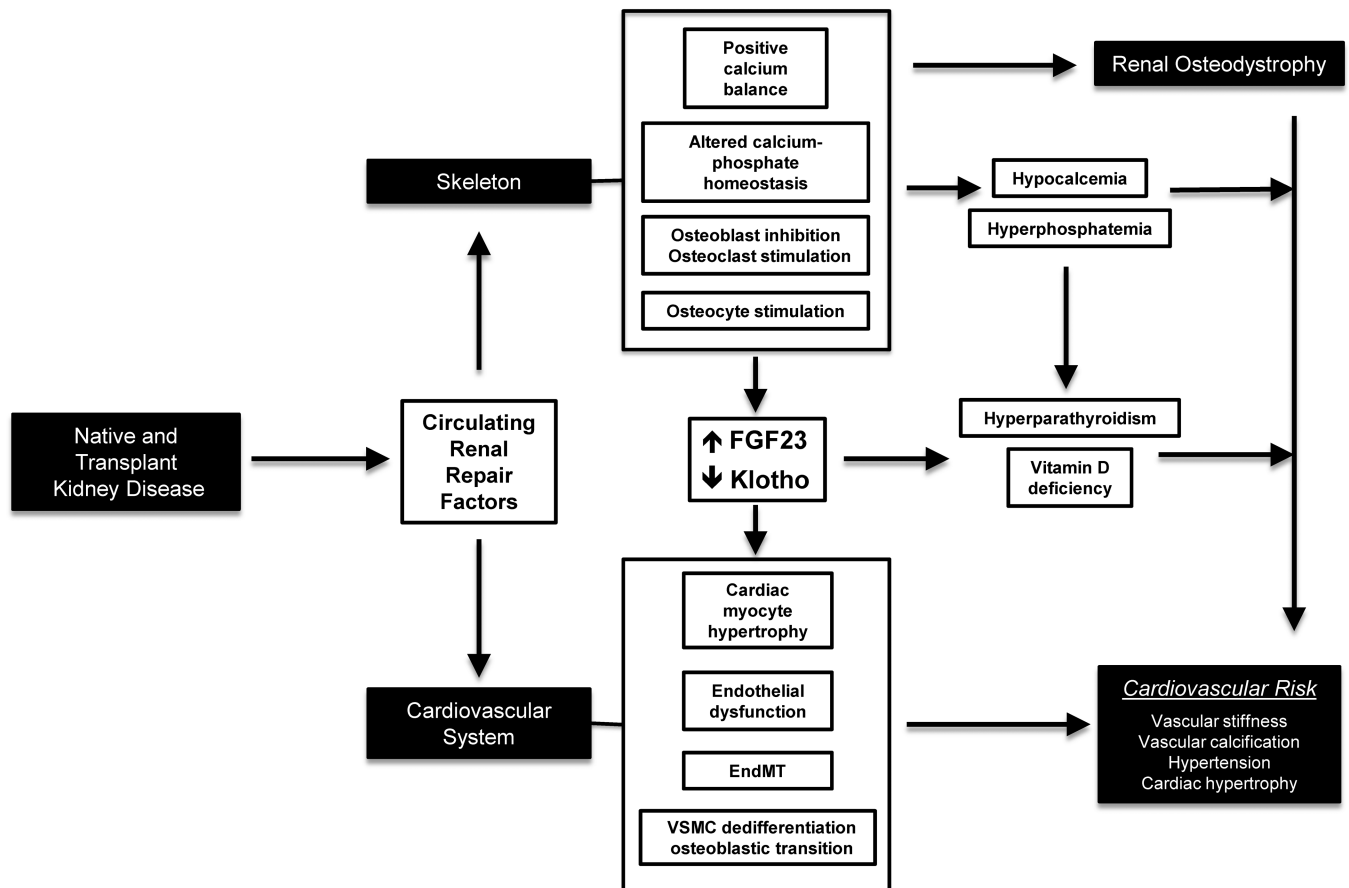 Positive
calcium
balance
Renal Osteodystrophy
Altered calcium-
phosphate
homeostasis
Skeleton
Hypocalcemia
Hyperphosphatemia
Osteoblast inhibition
Osteoclast stimulation
Osteocyte stimulation
Native and
Transplant
Kidney Disease
Circulating
Renal
Repair
Factors
↑ FGF23
↓ Klotho
Hyperparathyroidism
Vitamin D
deficiency
Cardiac
myocyte
hypertrophy
Cardiovascular
System
Endothelial
dysfunction
EndMT
VSMC dedifferentiation
osteoblastic transition
Cardiovascular Risk
Vascular stiffness
Vascular calcification
Hypertension
Cardiac hypertrophy